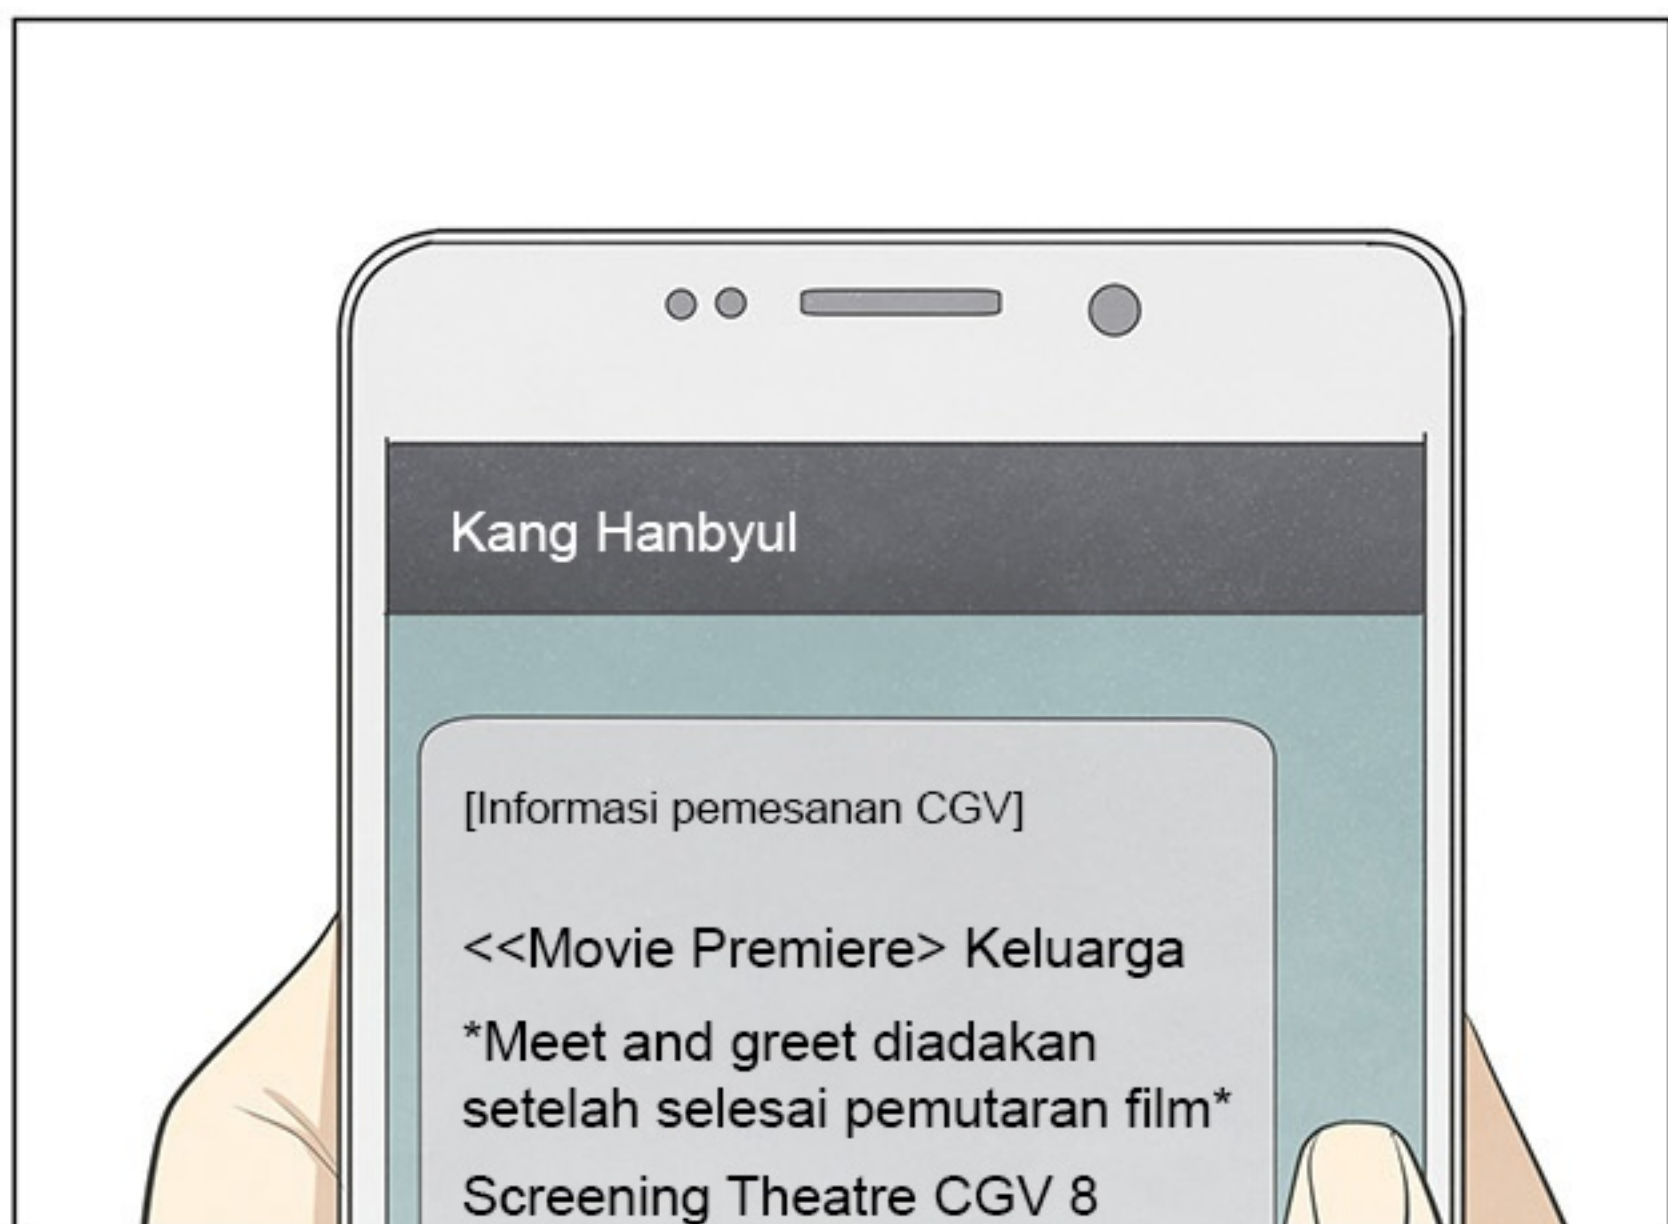 Kang Hanbyul
[Informasi pemesanan CGV]
<<Movie Premiere> Keluarga
*Meet and greet diadakan
setelah selesai pemutaran film*
Screening Theatre CGV 8